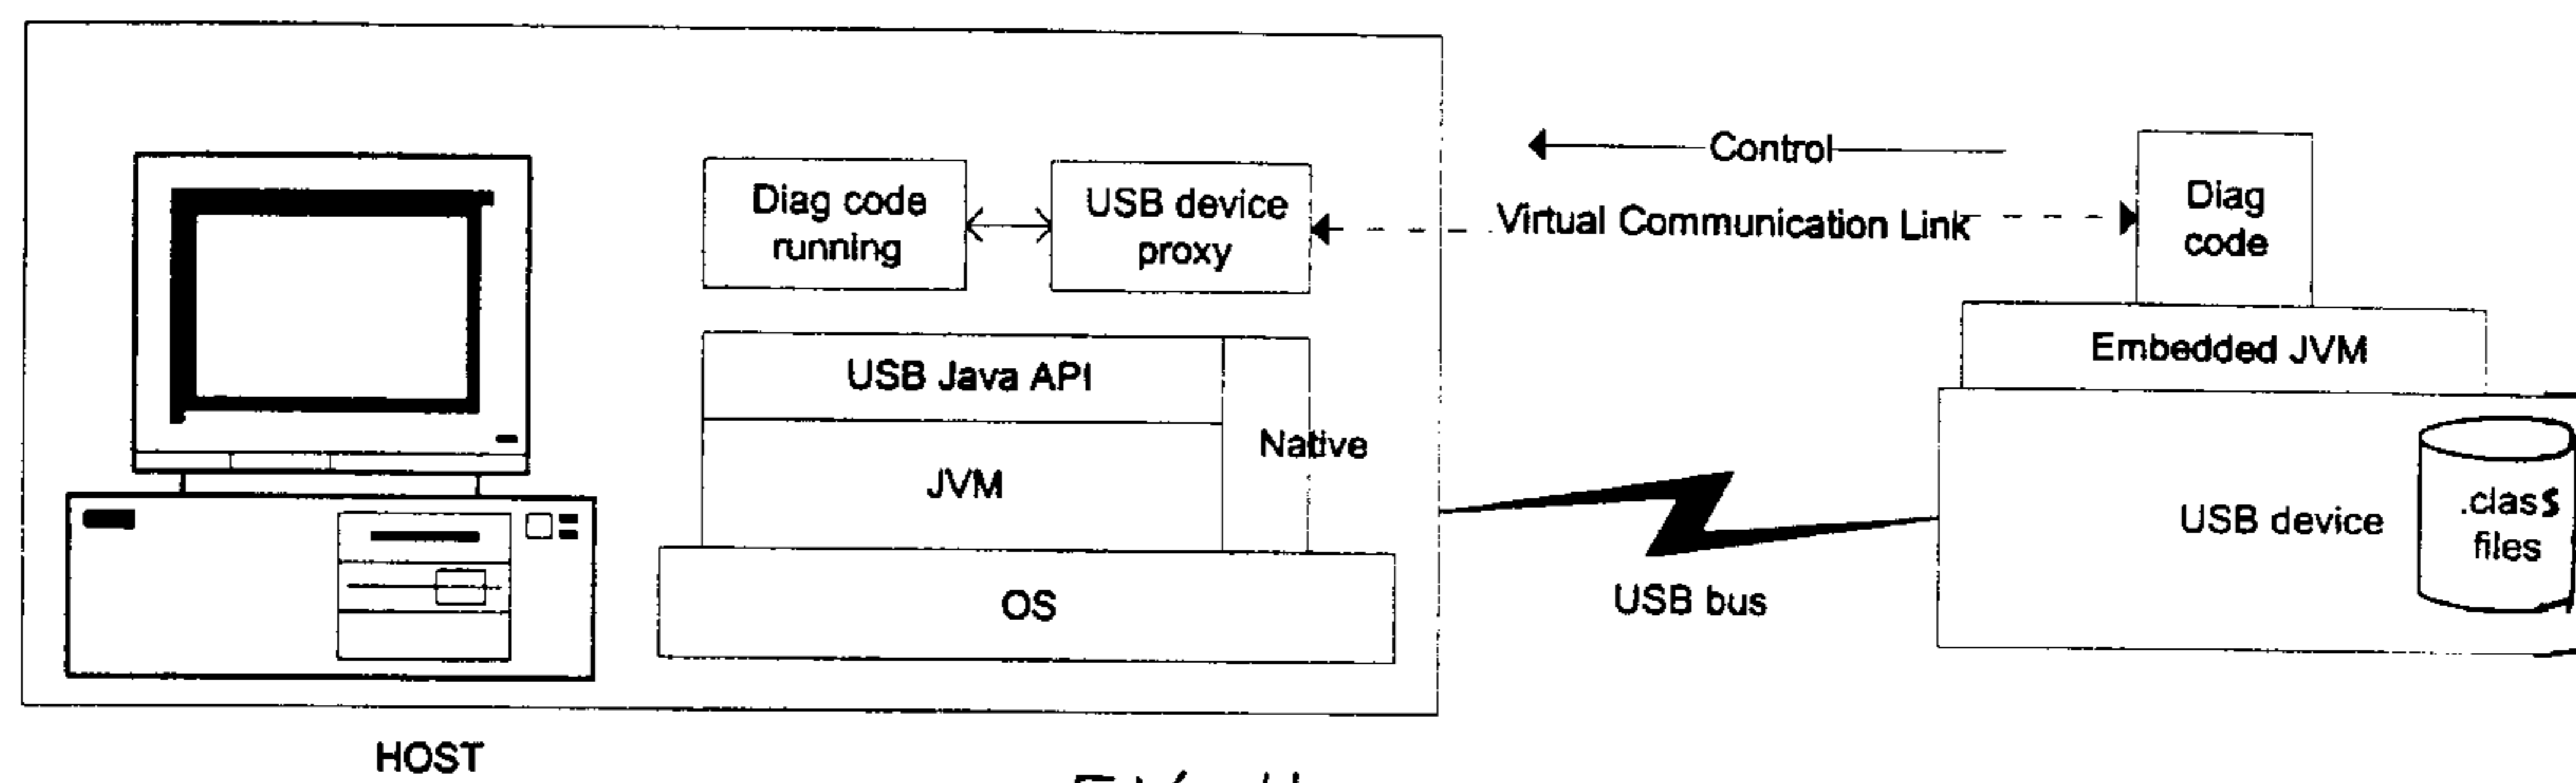 Control
Diag code
running
USB device
proxy
Virtual Communication Link
Diag
code
USB Java API
Embedded JVM
Native
JVM
USB device
.class
files
OS
USB bus
HOST